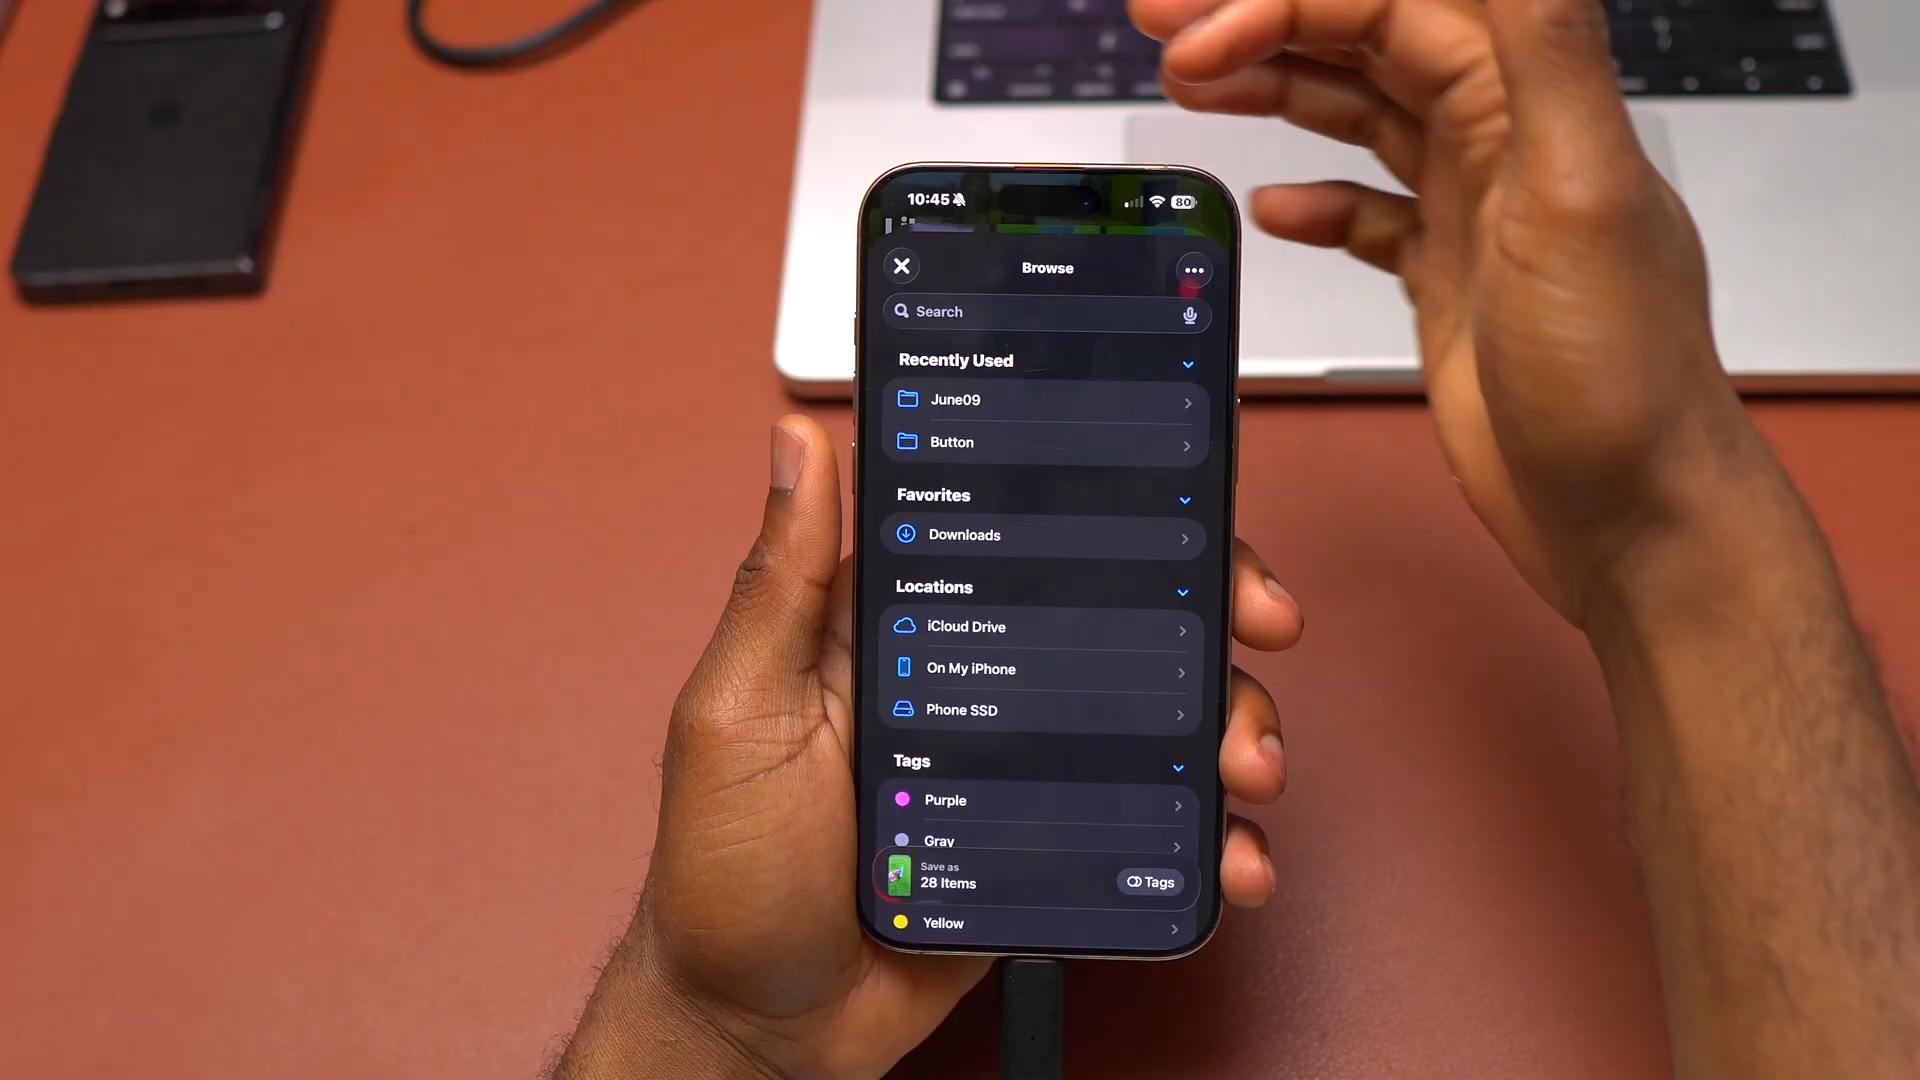 10:45
80
Browse
Search
Recently Used
June09
Button
Favorites
Downloads
Locations
iCloud Drive
On My iPhone
Phone SSD
Tags
Purple
Gray
Save as
28 Items
Tags
Yellow